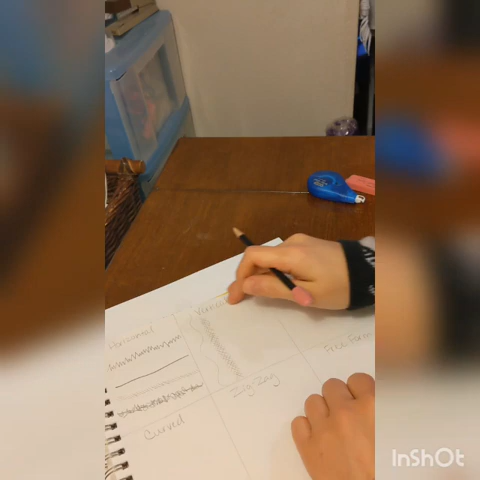 Horizontal
Vertical
Free Form
Zig Zag
Curved
InShOt